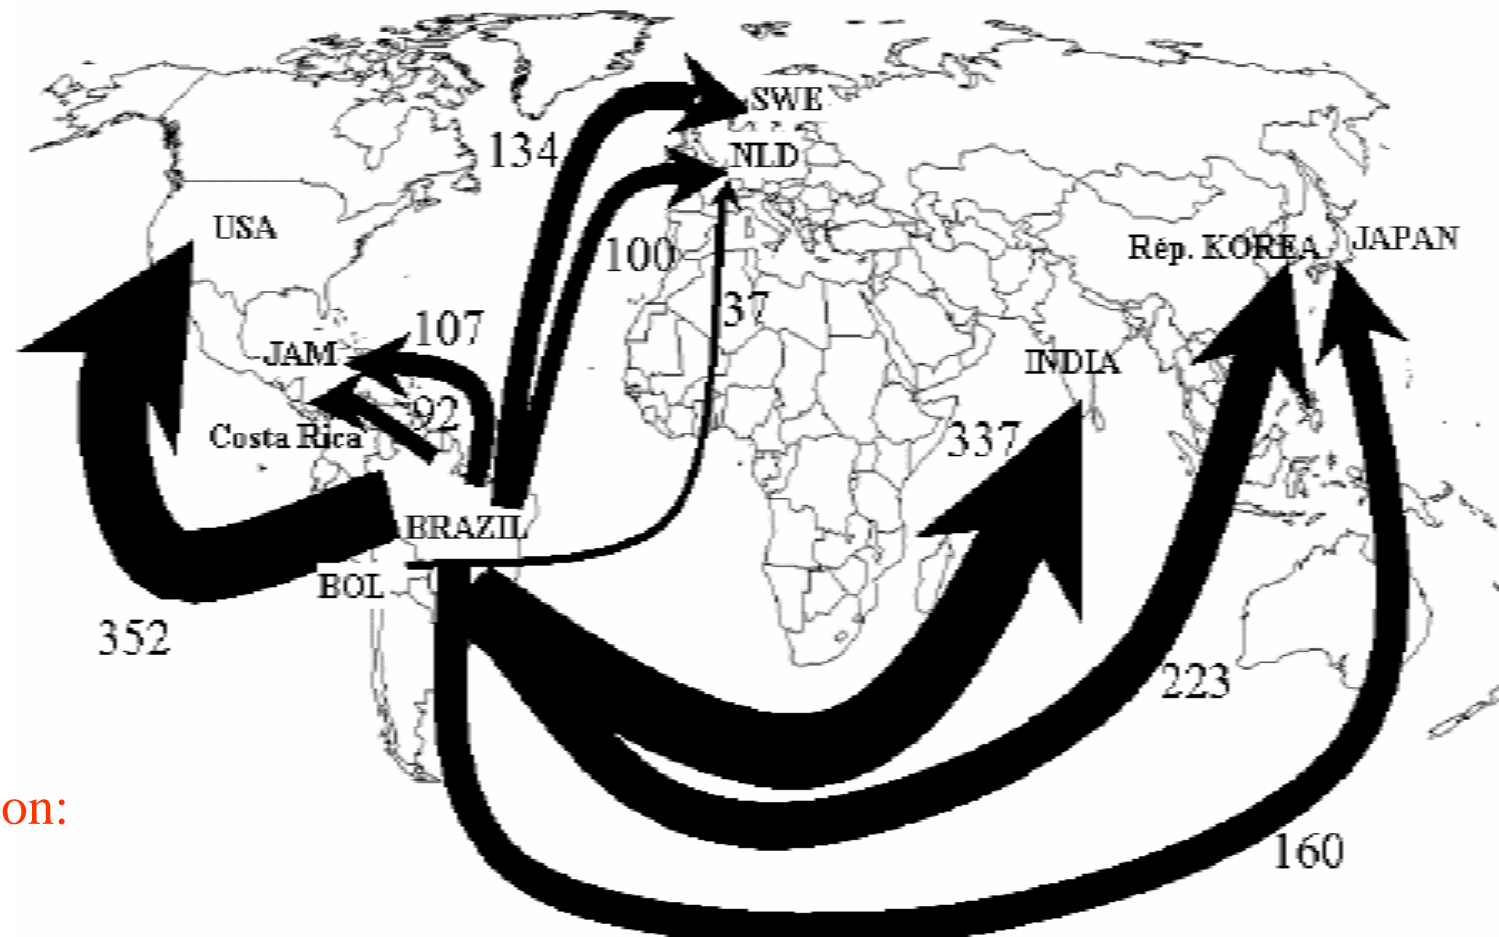 SWE
134
NLD
USA
100
Rép. KOREA
JAPAN
37
107
JAM
INDIA
92
Costa Rica
337
BRAZIL
BOL
352
223
on:
160